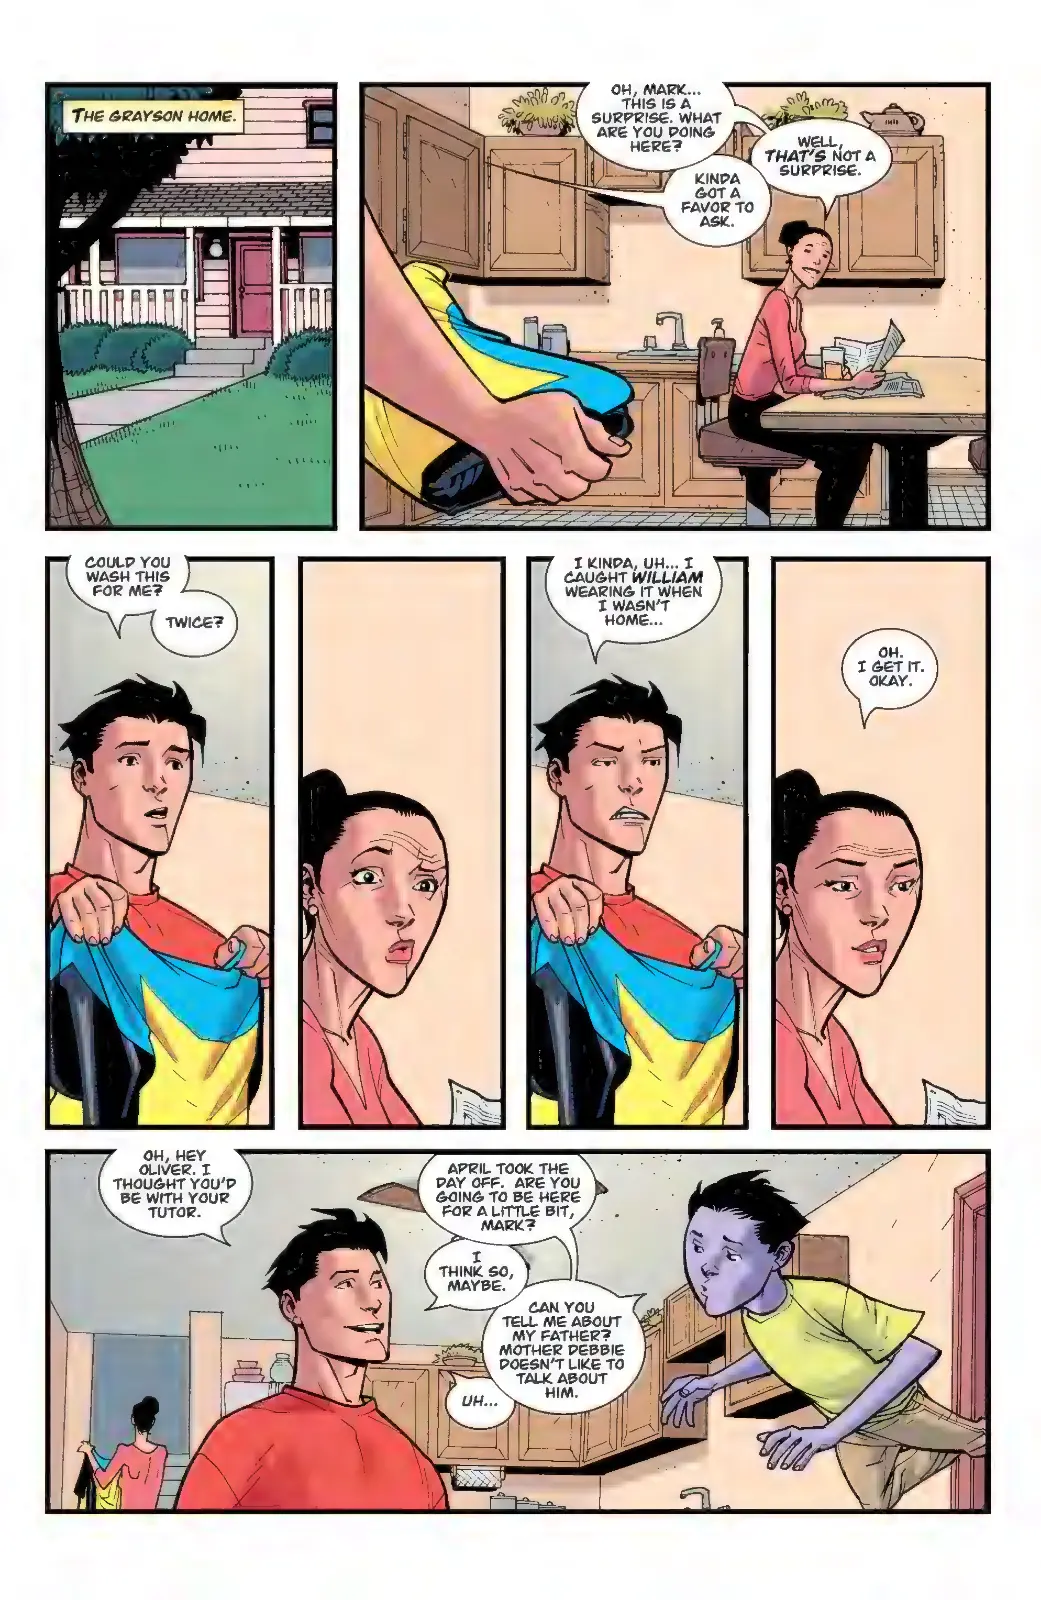 THE GRAYSON HOME.
OH, MARK...
THIS IS A
SURPRISE. WHAT
ARE YOU DOING
HERE?
KINDA
GOT A
FAVOR TO
ASK.
WELL,
THAT'S NOT A
SURPRISE.
COULD YOU
WASH THIS
FOR ME?
TWICE?
I KINDA, UH... I
CAUGHT WILLIAM
WEARING IT WHEN
I WASN'T
HOME...
OH.
I GET IT.
OKAY.
OH, HEY
OLIVER. I
THOUGHT YOU'D
BE WITH YOUR
TUTOR.
APRIL TOOK THE
DAY OFF. ARE YOU
GOING TO BE HERE
FOR A LITTLE BIT,
MARK?
I
THINK SO,
MAYBE.
CAN YOU
TELL ME ABOUT
MY FATHER?
MOTHER DEBBIE
DOESN'T LIKE TO
TALK ABOUT
HIM.
UH...